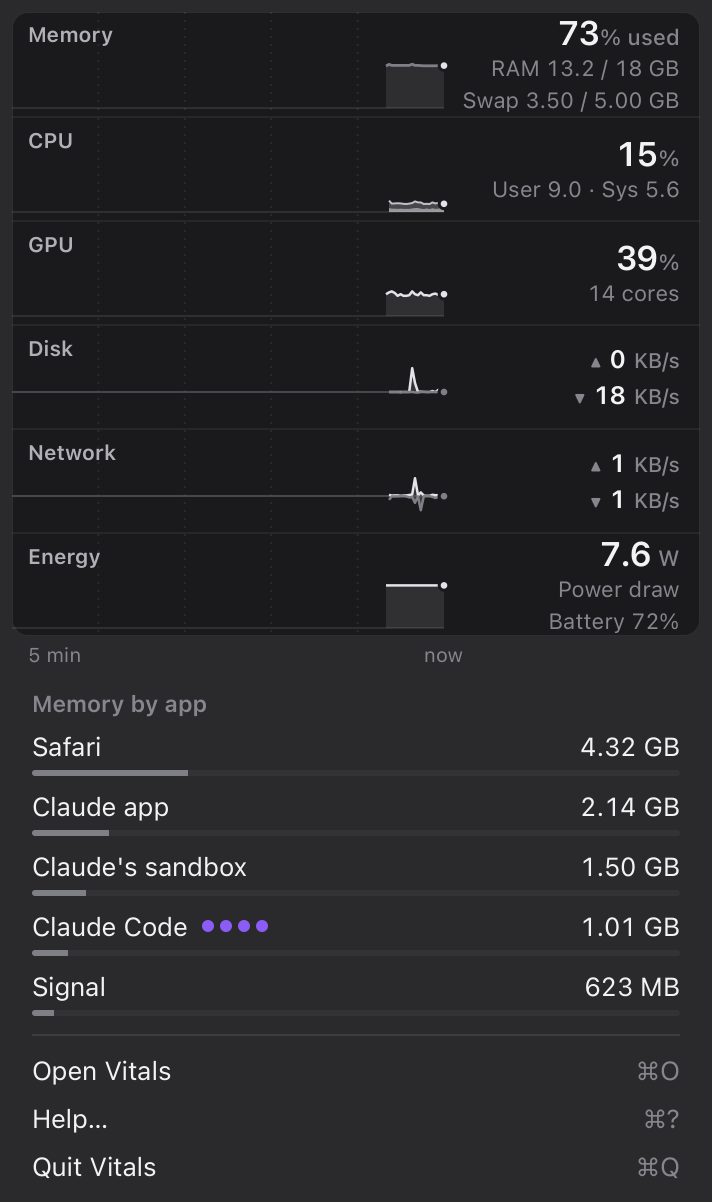 Memory
73% used
RAM 13.2 / 18 GB
Swap 3.50 / 5.00 GB
CPU
15%
User 9.0 · Sys 5.6
GPU
39%
14 cores
Disk
▲ 0 KB/s
▼ 18 KB/s
Network
▲ 1 KB/s
▼ 1 KB/s
Energy
7.6 W
Power draw
Battery 72%
5 min now
Memory by app
Safari 4.32 GB
Claude app 2.14 GB
Claude's sandbox 1.50 GB
Claude Code 1.01 GB
Signal 623 MB
Open Vitals ⌘O
Help... ⌘?
Quit Vitals ⌘Q